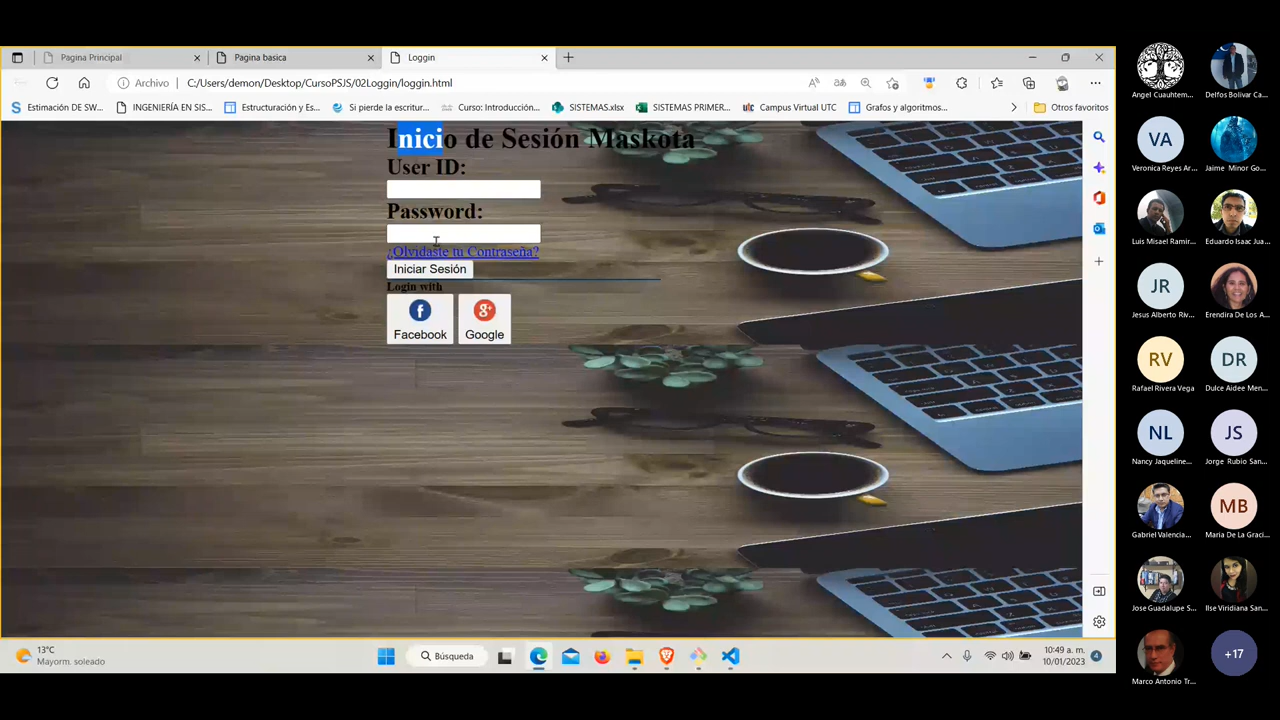 Pagina Principal
Pagina basica
Loggin
Archivo
C:/Users/demon/Desktop/CursoPSJS/02Loggin/loggin.html
Estimación DE SW...
INGENIERÍA EN SIS...
Estructuración y Es...
Si pierde la escritur...
Curso: Introducción...
SISTEMAS.xlsx
SISTEMAS PRIMER...
Campus Virtual UTC
Grafos y algoritmos...
Otros favoritos
Inicio de Sesión Maskota
User ID:
Password:
¿Olvidaste tu Contraseña?
Iniciar Sesión
Login with
Facebook
Google
13°C
Mayorm. soleado
Búsqueda
10:49 a. m.
10/01/2023
4
Angel Cuauhtem...
Delfos Bolivar Ca...
VA
Veronica Reyes Ar...
Jaime Minor Go...
Luis Misael Ramir...
Eduardo Isaac Jua...
JR
Jesus Alberto Riv...
Erendira De Los A...
RV
Rafael Rivera Vega
DR
Dulce Aidee Men...
NL
Nancy Jaqueline...
JS
Jorge Rubio San...
Gabriel Valencia...
MB
Maria De La Graci...
Jose Guadalupe S...
Ilse Viridiana San...
Marco Antonio Tr...
+17